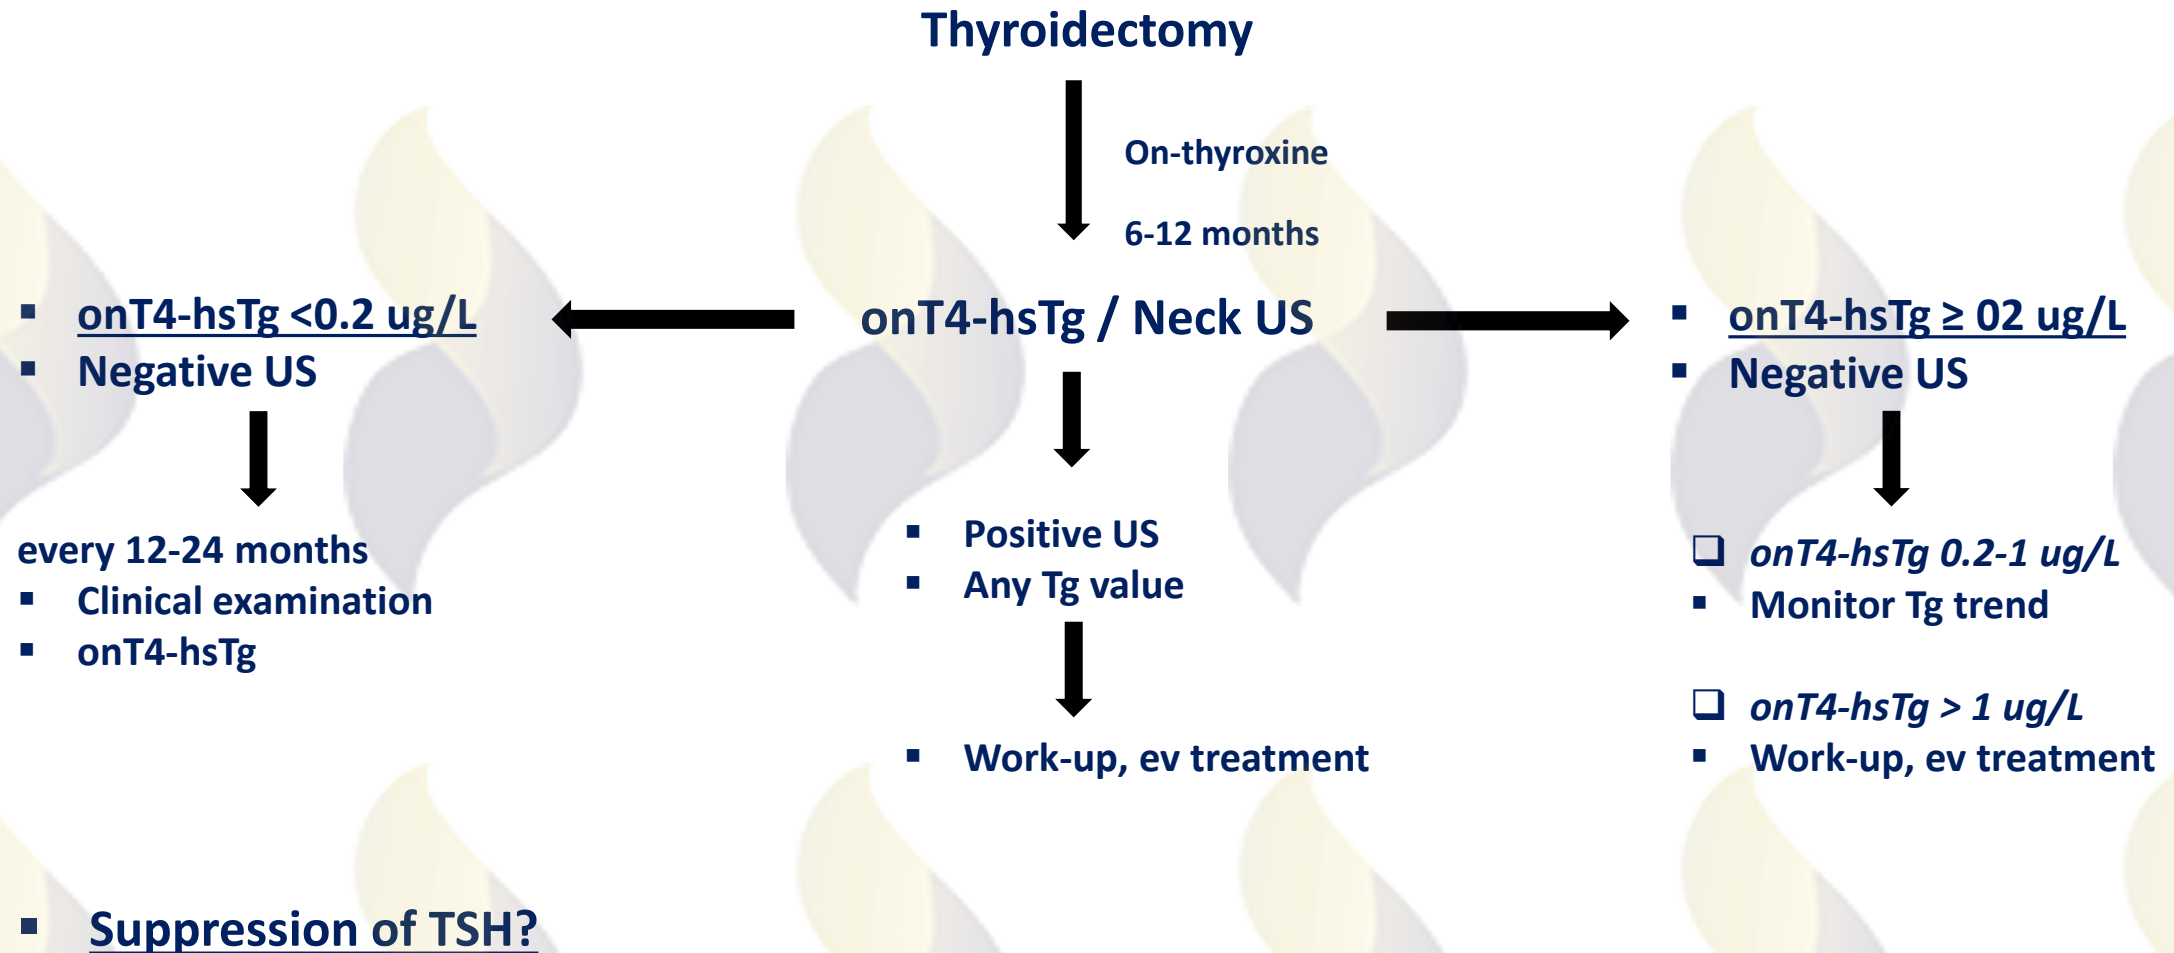 Thyroidectomy
On-thyroxine
6-12 months
onT4-hsTg <0.2 ug/L
Negative US
onT4-hsTg / Neck US
onT4-hsTg ≥ 02 ug/L
Negative US
every 12-24 months
Clinical examination
onT4-hsTg
Positive US
Any Tg value
Work-up, ev treatment
onT4-hsTg 0.2-1 ug/L
Monitor Tg trend
onT4-hsTg > 1 ug/L
Work-up, ev treatment
Suppression of TSH?